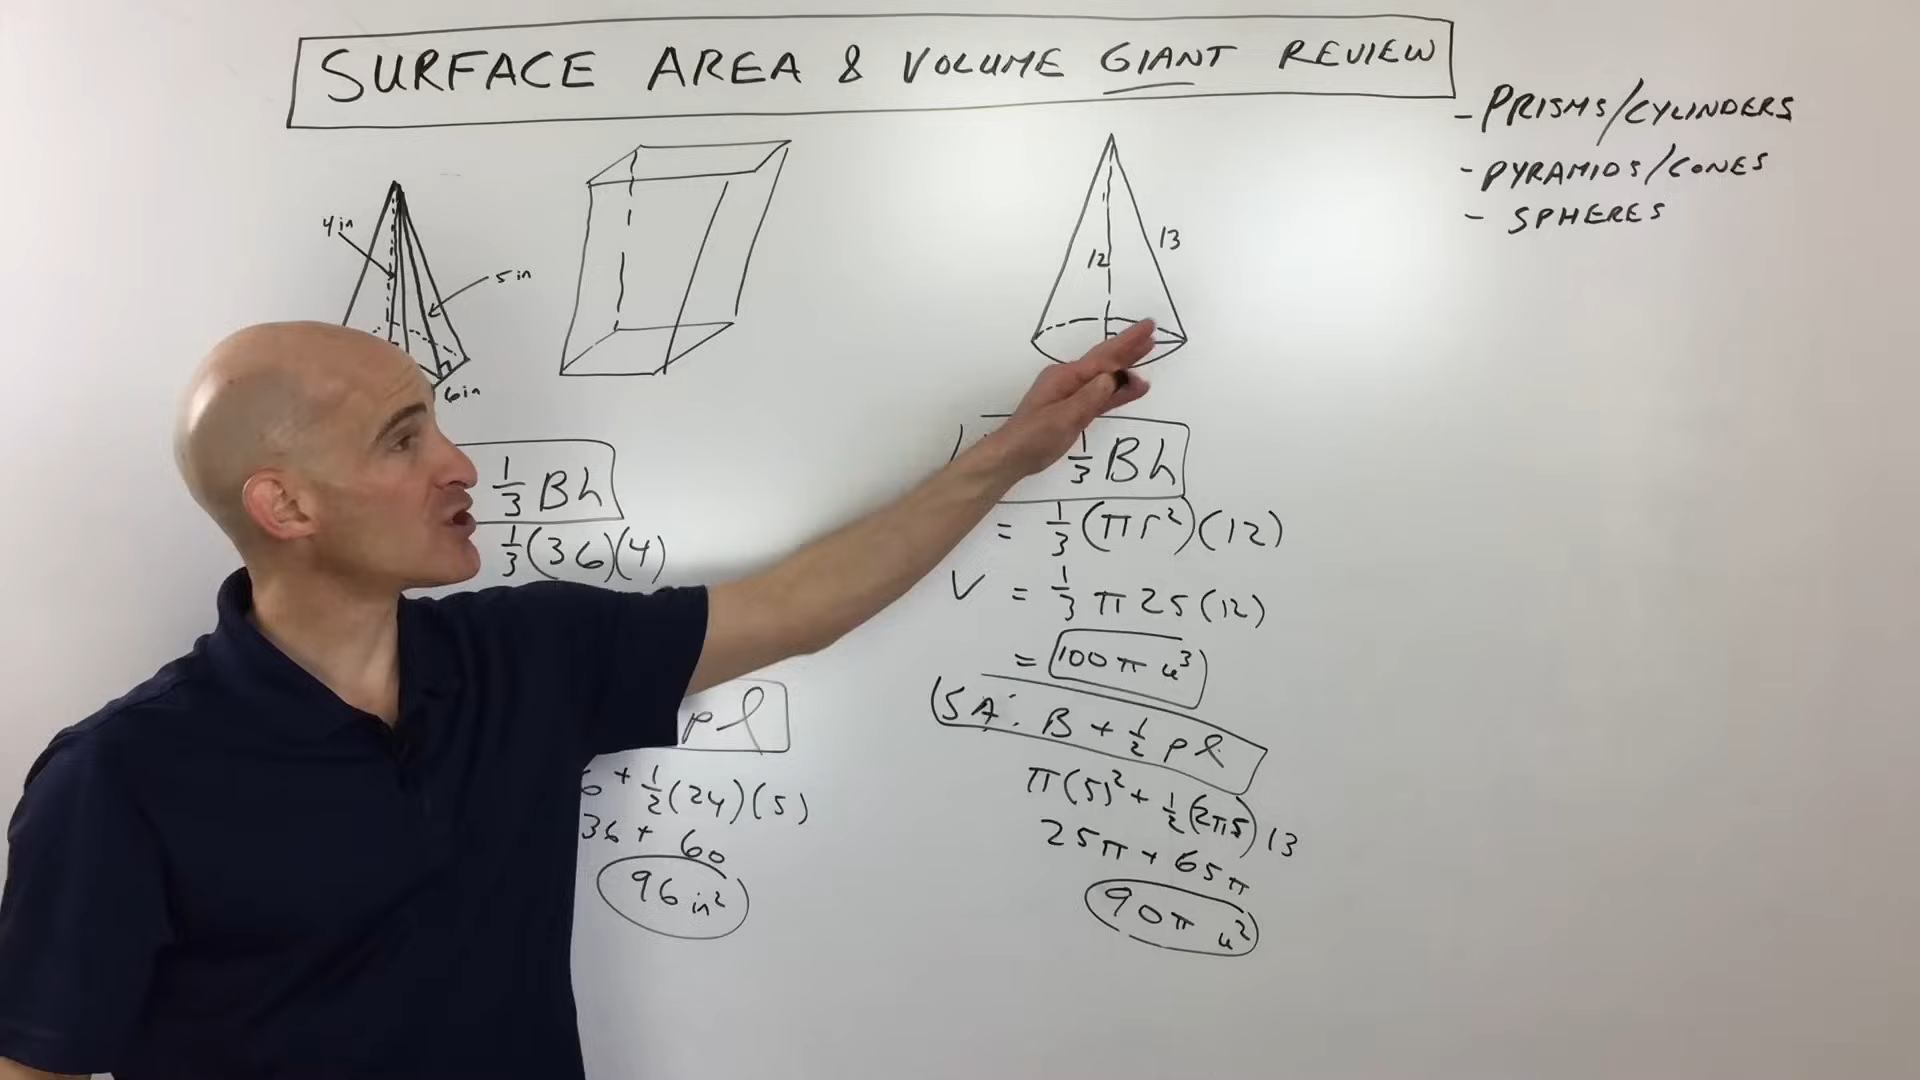 SURFACE AREA & VOLUME GIANT REVIEW
- PRISMS/CYLINDERS
- PYRAMIDS/CONES
- SPHERES
4in
5in
6in
12
13
1/3 Bh
1/3(36)(4)
pl
6 + 1/2(24)(5)
36 + 60
96 in²
1/3 Bh
= 1/3(πr²)(12)
V = 1/3 π25(12)
= 100π u³
SA: B + 1/2 pl
π(5)² + 1/2(2π5)13
25π + 65π
90π u²